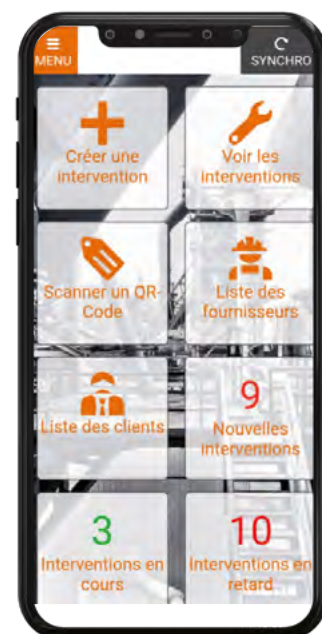 MENU
SYNCHRO
Créer une
intervention
Voir les
interventions
Scanner un QR-
Code
Liste des
fournisseurs
Liste des clients
9
Nouvelles
interventions
3
Interventions en
cours
10
Interventions en
retard